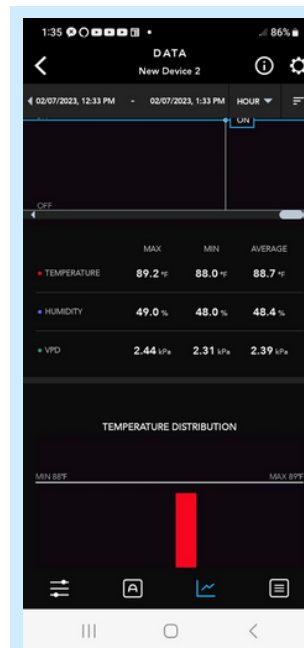 1:35 86%
DATA
New Device 2
02/07/2023, 12:33 PM - 02/07/2023, 1:33 PM HOUR
ON
OFF
MAX MIN AVERAGE
TEMPERATURE 89.2 °F 88.0 °F 88.7 °F
HUMIDITY 49.0 % 48.0 % 48.4 %
VPD 2.44 kPa 2.31 kPa 2.39 kPa
TEMPERATURE DISTRIBUTION
MIN 88°F MAX 89°F
A